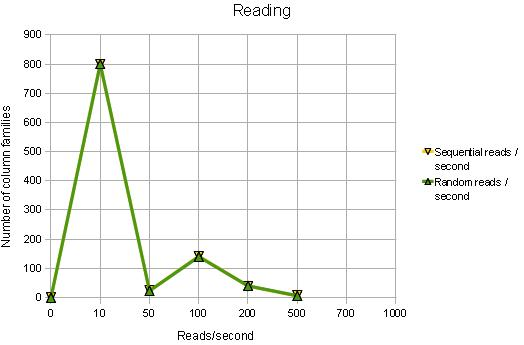 Reading
900
800
700
600
500
400
300
200
100
0
Number of column families
0 10 50 100 200 500 700 1000
Reads/second
Sequential reads /
second
Random reads /
second